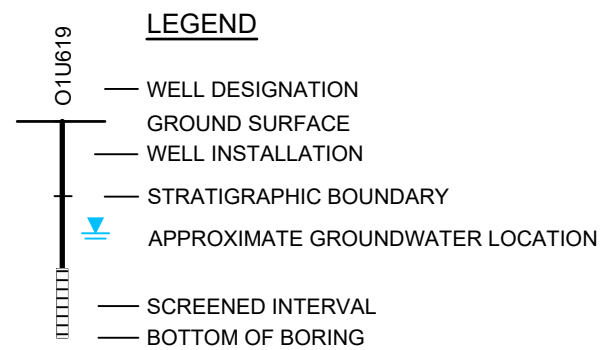 LEGEND
O1U619
WELL DESIGNATION
GROUND SURFACE
WELL INSTALLATION
STRATIGRAPHIC BOUNDARY
APPROXIMATE GROUNDWATER LOCATION
SCREENED INTERVAL
BOTTOM OF BORING